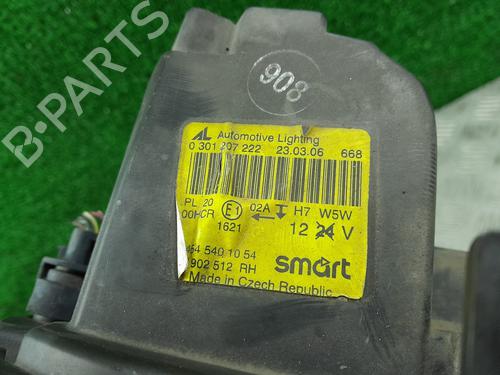 B-PARTS
908
AL Automotive Lighting
0 301 207 222 23.03.06 668
PL 20 E1 02A H7 W5W
00HCR
1621 12 24 V
454 540 10 54
902 512 RH smart
Made in Czech Republic